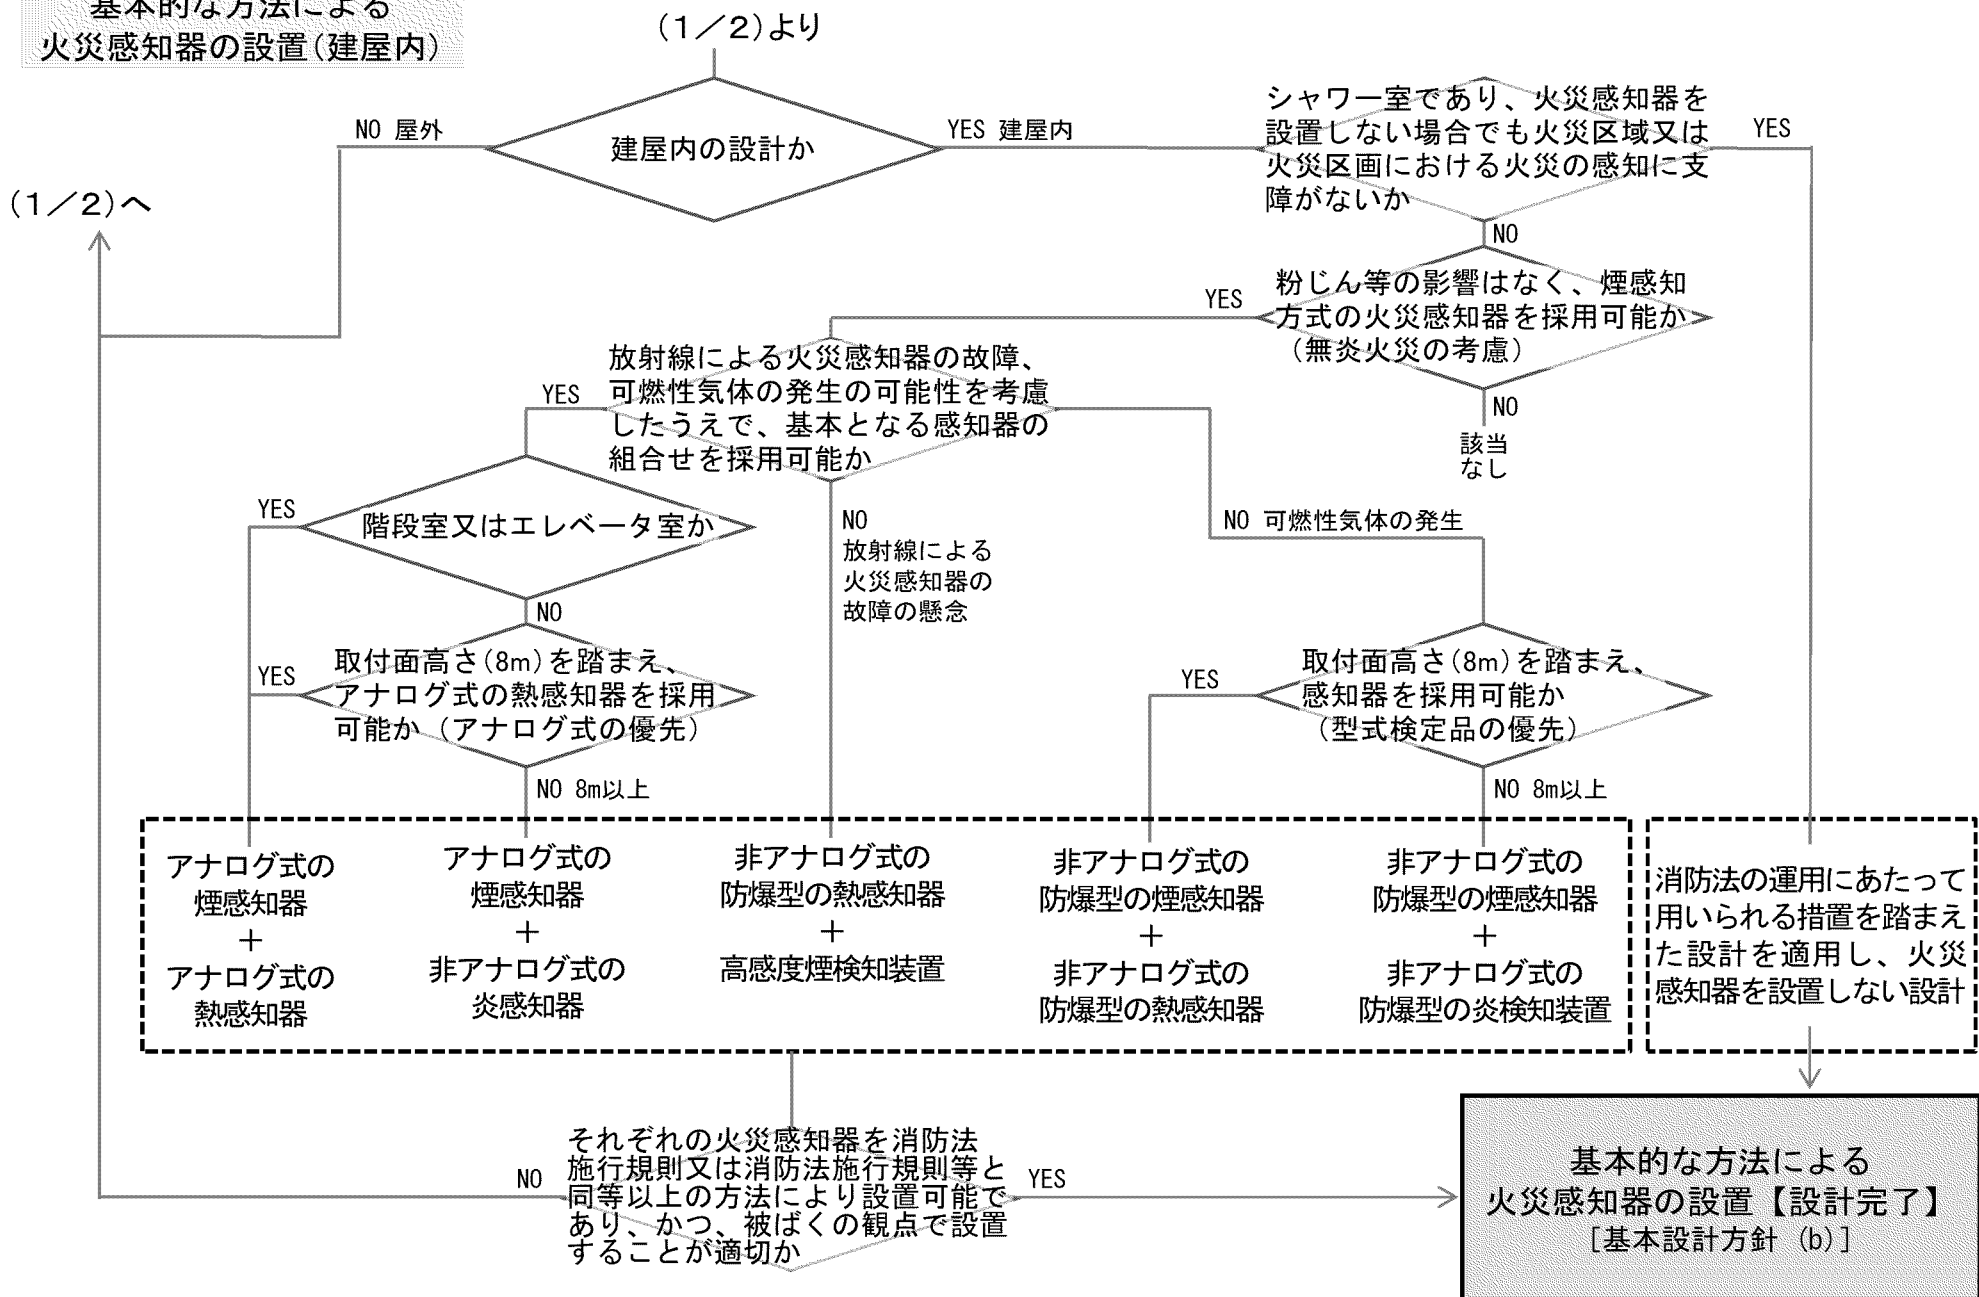 基本的な方法による
火災感知器の設置(建屋内)
(1/2)より
建屋内の設計か
NO 屋外
YES 建屋内
(1/2)へ
シャワー室であり、火災感知器を
設置しない場合でも火災区域又は
火災区画における火災の感知に支
障がないか
YES
NO
粉じん等の影響はなく、煙感知
方式の火災感知器を採用可能か
(無炎火災の考慮)
YES
NO
該当
なし
放射線による火災感知器の故障、
可燃性気体の発生の可能性を考慮
したうえで、基本となる感知器の
組合せを採用可能か
YES
NO
放射線による
火災感知器の
故障の懸念
NO 可燃性気体の発生
階段室又はエレベータ室か
YES
NO
取付面高さ(8m)を踏まえ、
アナログ式の熱感知器を採用
可能か(アナログ式の優先)
YES
NO 8m以上
取付面高さ(8m)を踏まえ、
感知器を採用可能か
(型式検定品の優先)
YES
NO 8m以上
アナログ式の
煙感知器
+
アナログ式の
熱感知器
アナログ式の
煙感知器
+
非アナログ式の
炎感知器
非アナログ式の
防爆型の熱感知器
+
高感度煙検知装置
非アナログ式の
防爆型の煙感知器
+
非アナログ式の
防爆型の熱感知器
非アナログ式の
防爆型の煙感知器
+
非アナログ式の
防爆型の炎検知装置
消防法の運用にあたって
用いられる措置を踏まえ
た設計を適用し、火災
感知器を設置しない設計
それぞれの火災感知器を消防法
施行規則又は消防法施行規則等と
同等以上の方法により設置可能で
あり、かつ、被ばくの観点で設置
することが適切か
NO
YES
基本的な方法による
火災感知器の設置【設計完了】
[基本設計方針 (b)]